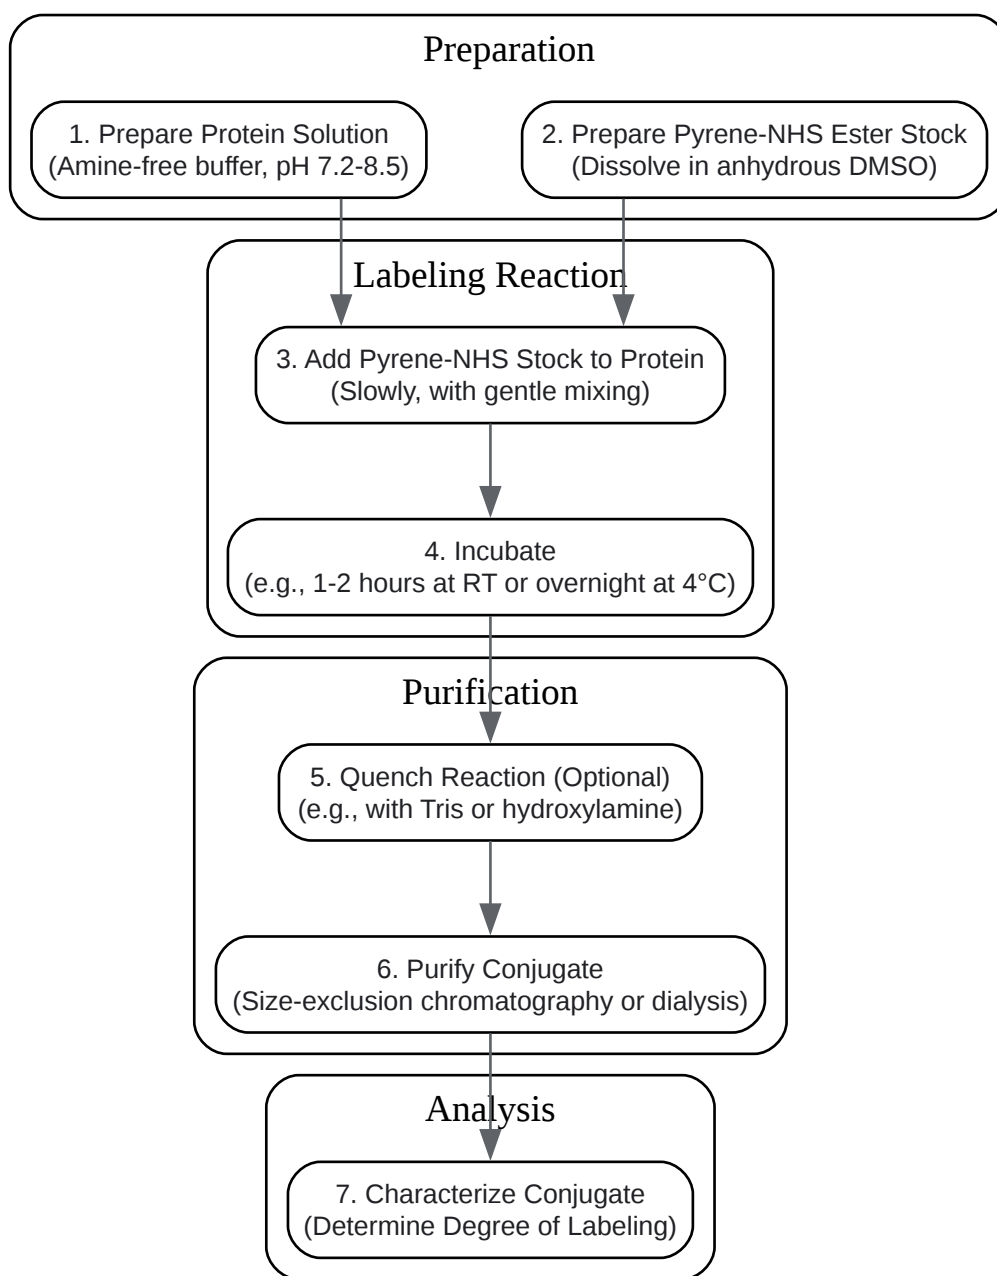 Preparation
1. Prepare Protein Solution
(Amine-free buffer, pH 7.2-8.5)
2. Prepare Pyrene-NHS Ester Stock
(Dissolve in anhydrous DMSO)
Labeling Reaction
3. Add Pyrene-NHS Stock to Protein
(Slowly, with gentle mixing)
4. Incubate
(e.g., 1-2 hours at RT or overnight at 4°C)
Purification
5. Quench Reaction (Optional)
(e.g., with Tris or hydroxylamine)
6. Purify Conjugate
(Size-exclusion chromatography or dialysis)
Analysis
7. Characterize Conjugate
(Determine Degree of Labeling)